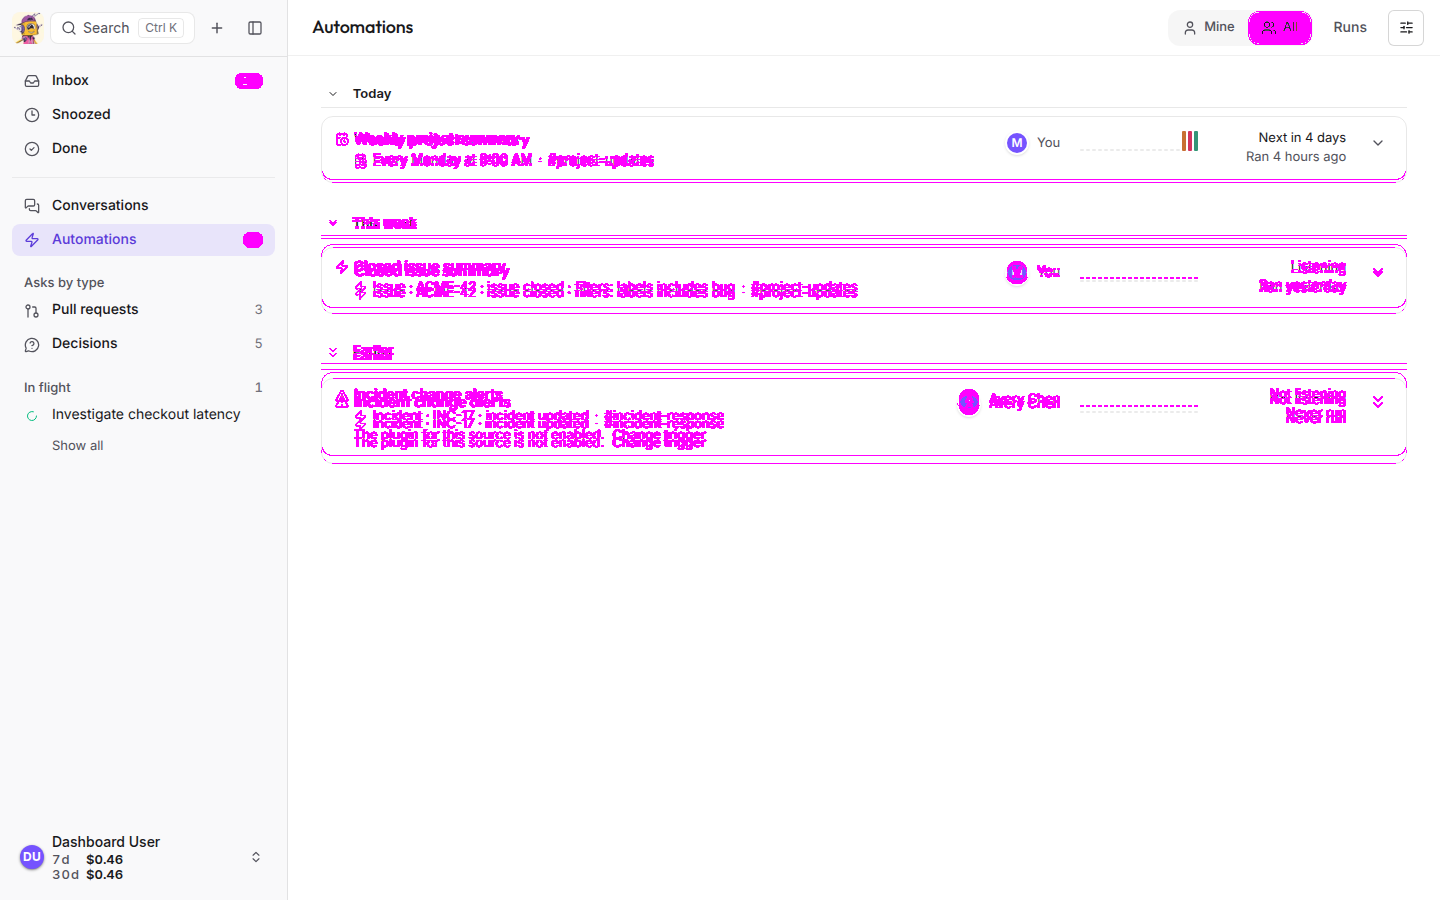 Search Ctrl K
Automations
Mine
All
Runs
Inbox
Snoozed
Done
Conversations
Automations
Asks by type
Pull requests 3
Decisions 5
In flight 1
Investigate checkout latency
Show all
Today
Weekly project summary
Every Monday at 9:00 AM · #project-updates
M You
Next in 4 days
Ran 4 hours ago
This week
Closed issue summary
Issue · ACME-42 · issue closed · Filters: labels includes bug · #project-updates
You
Listening
Ran yesterday
Earlier
Incident change alerts
Incident · INC-17 · incident updated · #incident-response
The plugin for this source is not enabled. Change trigger
Avery Chen
Not listening
Never run
DU Dashboard User
7d $0.46
30d $0.46